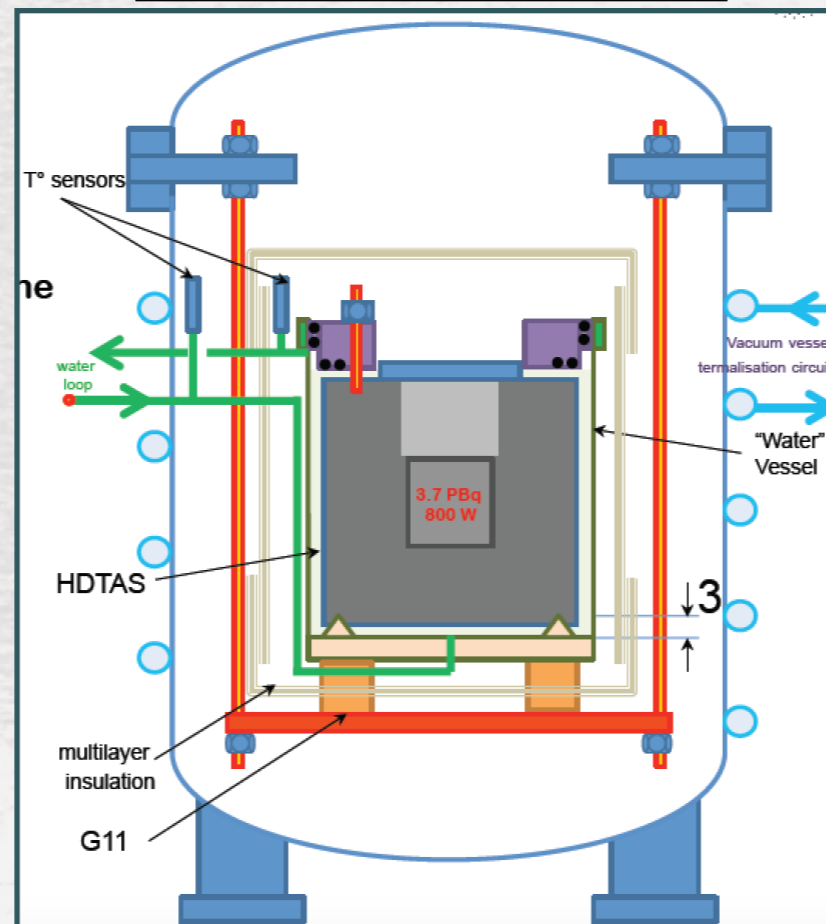 T° sensors
ne
water
loop
Vacuum vesse
termalisation circui
"Water"
Vessel
3.7 PBq
800 W
HDTAS
3
multilayer
insulation
G11